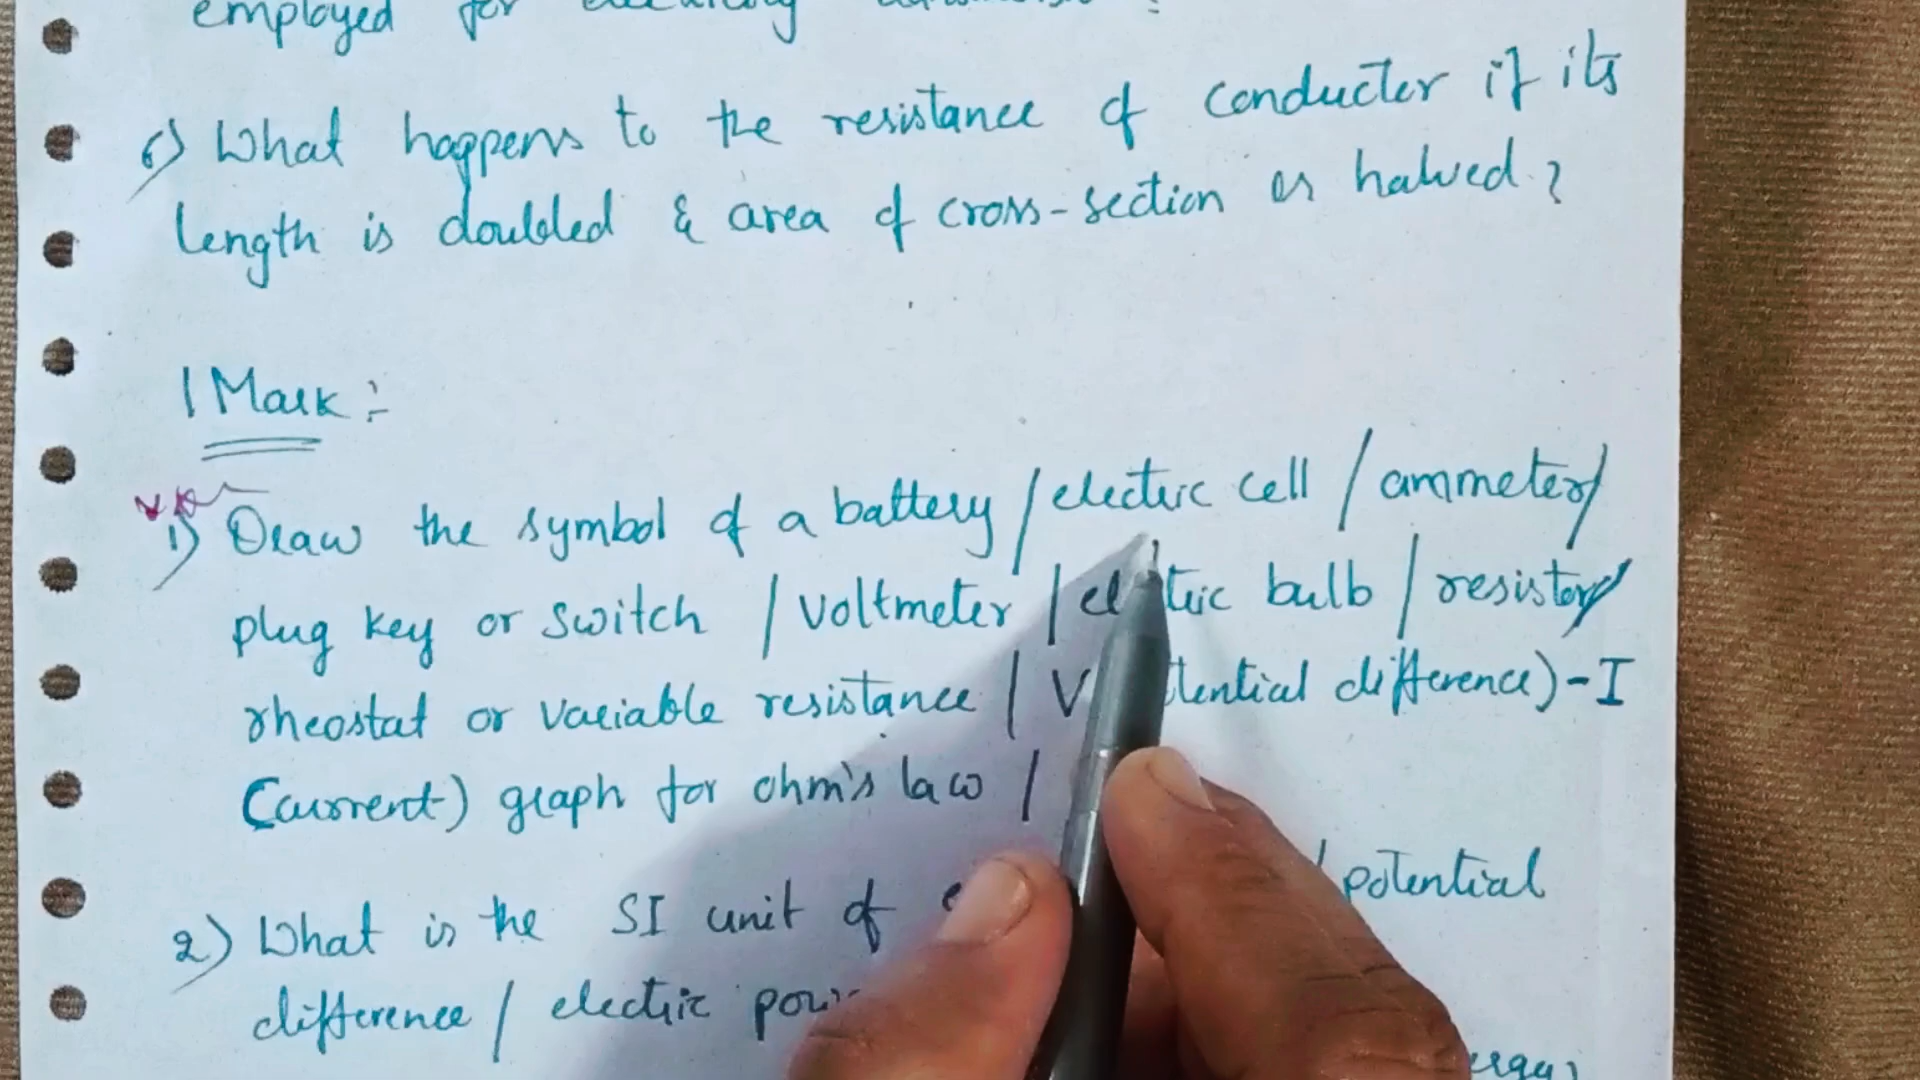 employed for
6) What happens to the resistance of conductor if its
length is doubled & area of cross-section is halved?
1 Mark :-
1) Draw the symbol of a battery / electric cell / ammeter/
plug key or switch / voltmeter / electric bulb / resistor/
rheostat or variable resistance / V tential difference) - I
(current) graph for ohm's law /
2) What is the SI unit of potential
difference / electric